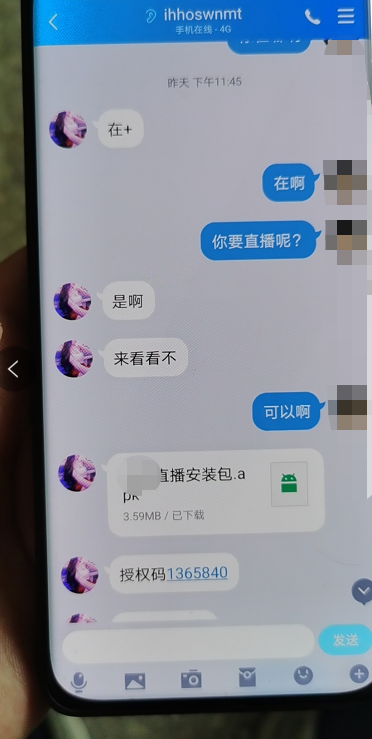 ihhoswnmt
手机在线 - 4G
昨天 下午11:45
在+
在啊
你要直播呢?
是啊
来看看不
可以啊
直播安装包.a
pk
3.59MB / 已下载
授权码1365840
发送